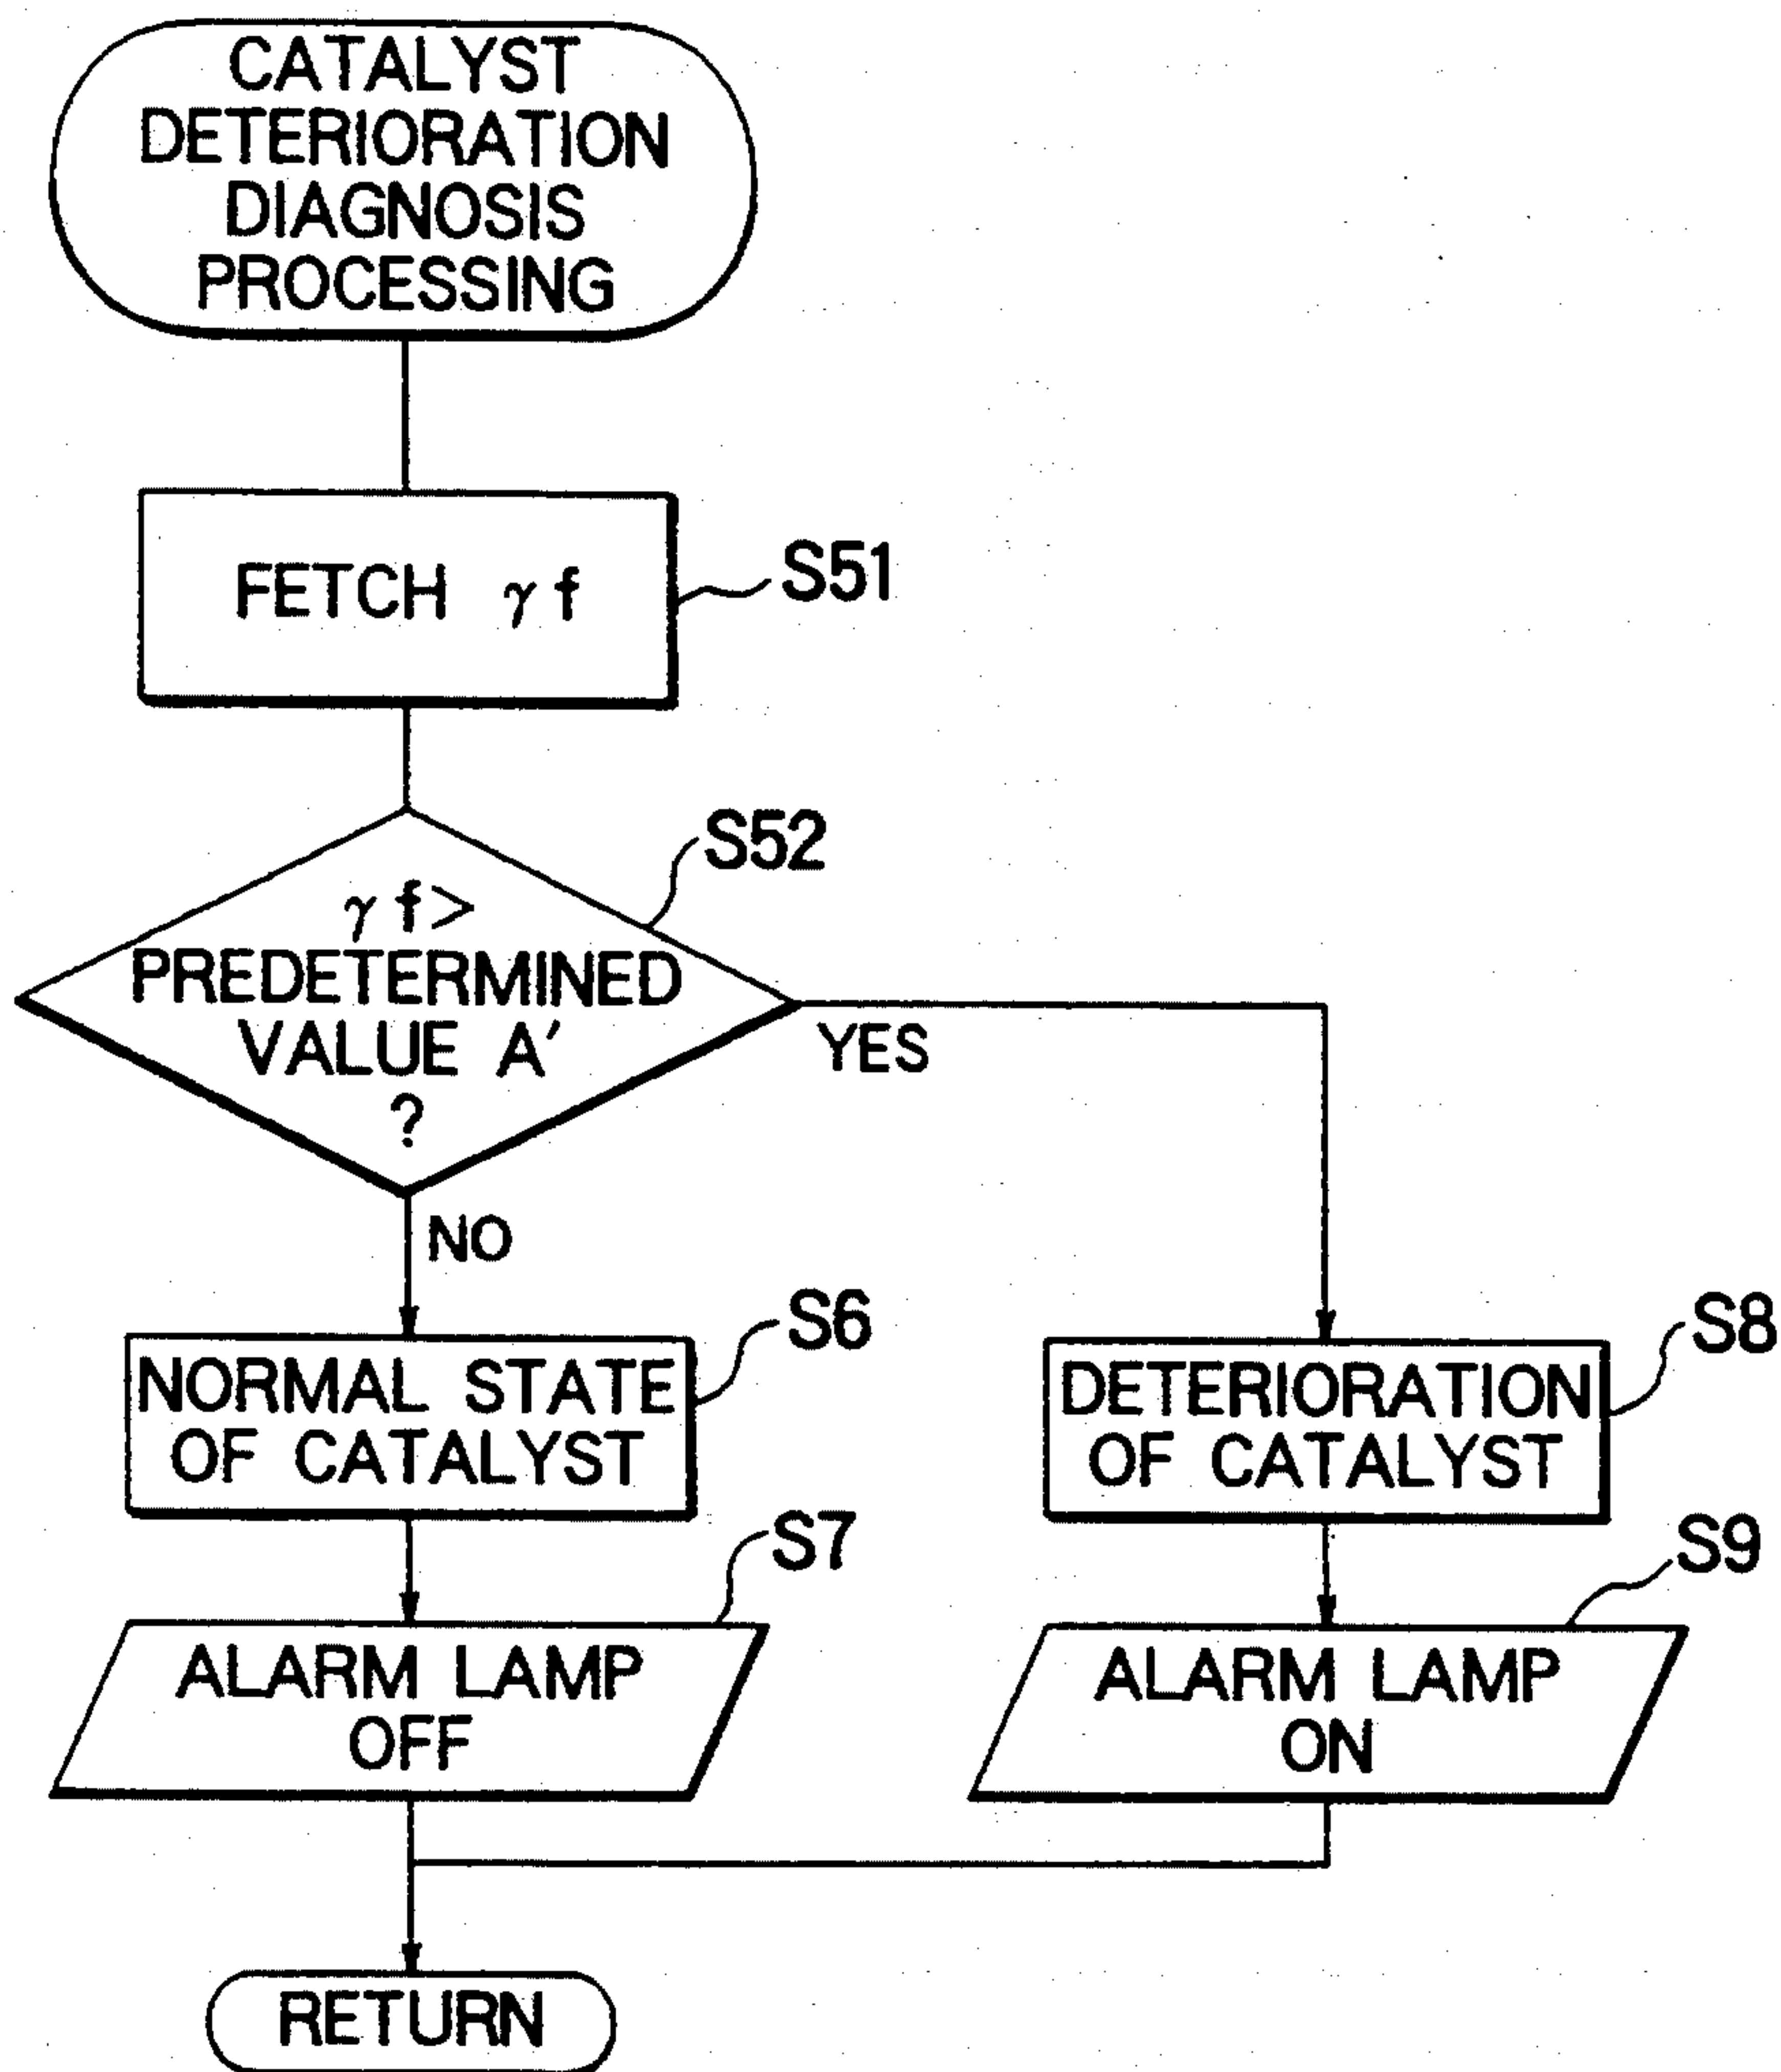 CATALYST
DETERIORATION
DIAGNOSIS
PROCESSING
FETCH γf
S51
S52
γf>
PREDETERMINED
VALUE A′
?
YES
NO
S6
NORMAL STATE
OF CATALYST
S8
DETERIORATION
OF CATALYST
S7
ALARM LAMP
OFF
S9
ALARM LAMP
ON
RETURN